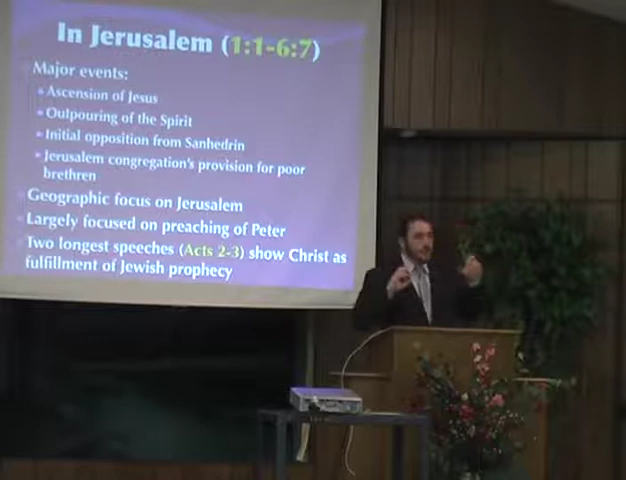 In Jerusalem (1:1-6:7)
Major events:
Ascension of Jesus
Outpouring of the Spirit
Initial opposition from Sanhedrin
Jerusalem congregation's provision for poor
brethren
Geographic focus on Jerusalem
Largely focused on preaching of Peter
Two longest speeches (Acts 2-3) show Christ as
fulfillment of Jewish prophecy